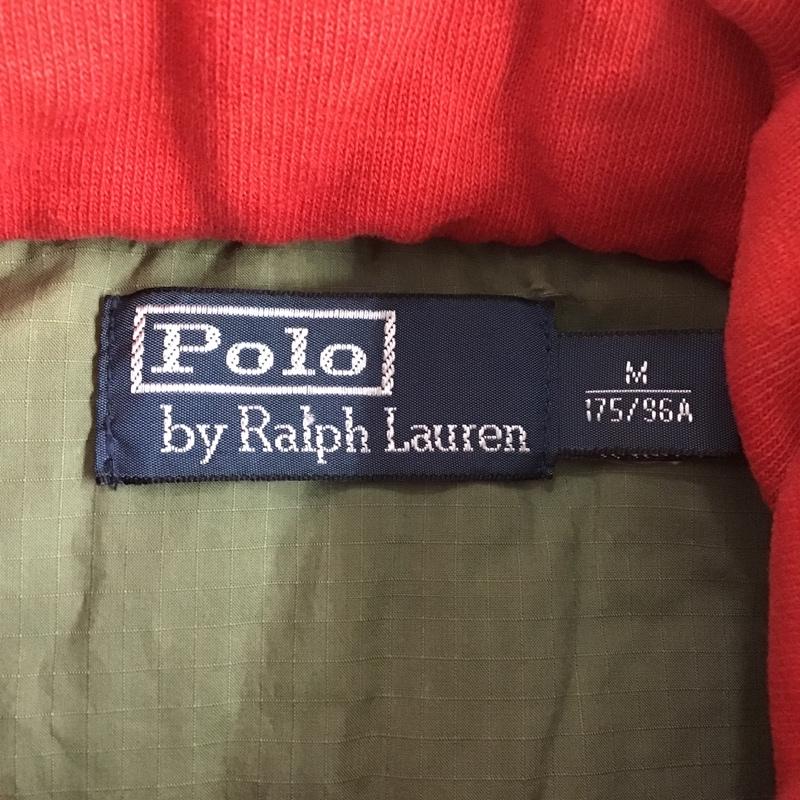 Polo
by Ralph Lauren
M
175/96A